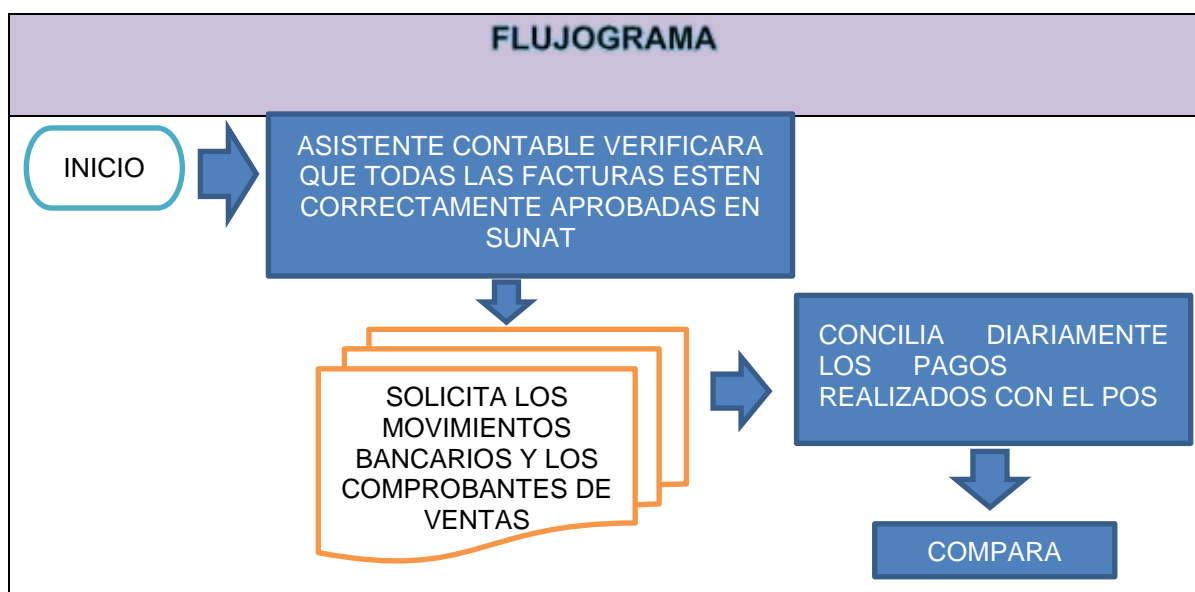 FLUJOGRAMA
INICIO
ASISTENTE CONTABLE VERIFICARA
QUE TODAS LAS FACTURAS ESTEN
CORRECTAMENTE APROBADAS EN
SUNAT
SOLICITA LOS
MOVIMIENTOS
BANCARIOS Y LOS
COMPROBANTES DE
VENTAS
CONCILIA DIARIAMENTE
LOS PAGOS
REALIZADOS CON EL POS
COMPARA